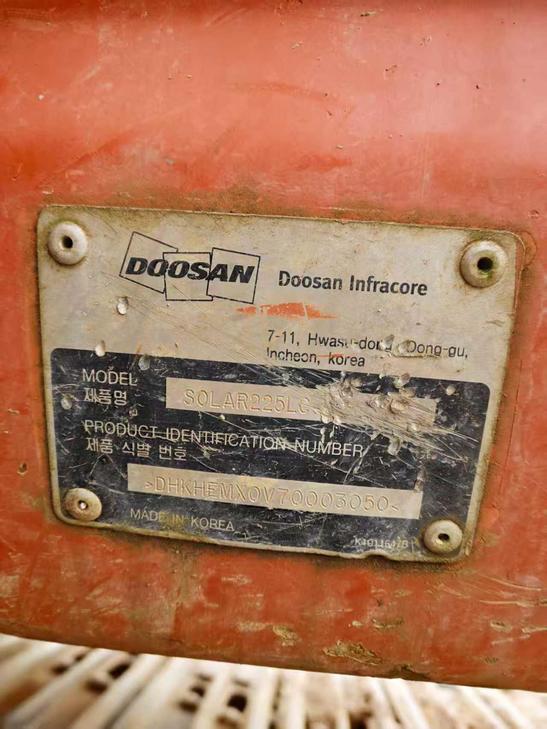 DOOSAN
Doosan Infracore
7-11, Hwasu-dong, Dong-gu,
Incheon, Korea
MODEL
제품명
SOLAR225LC
PRODUCT IDENTIFICATION NUMBER
제품 식별 번호
>DHKHEMX0V70003050<
MADE IN KOREA